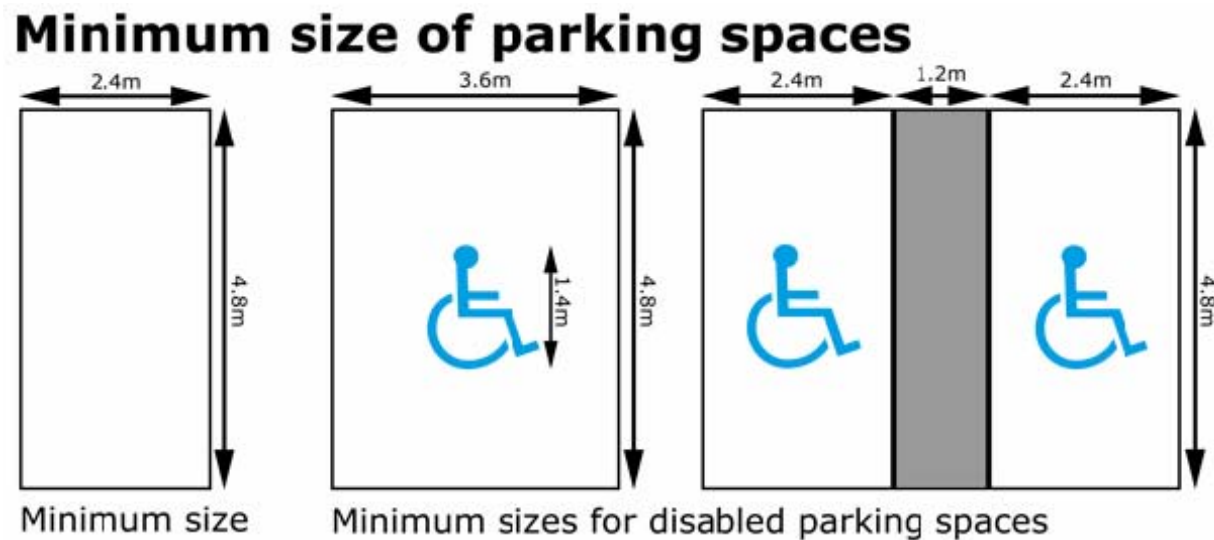 Minimum size of parking spaces
2.4m
3.6m
2.4m
1.2m
2.4m
4.8m
1.4m
4.8m
4.8m
Minimum size
Minimum sizes for disabled parking spaces